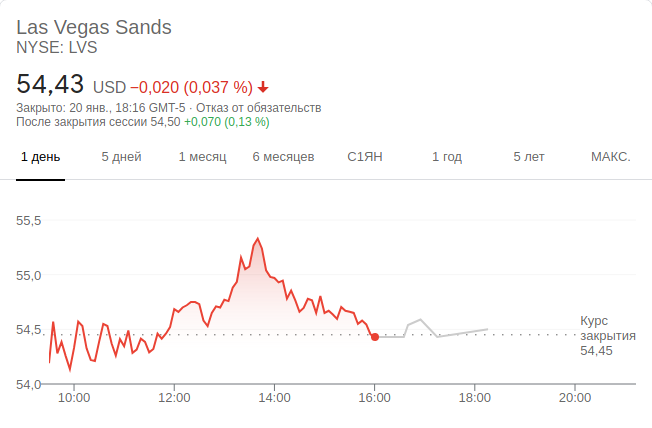 Las Vegas Sands
NYSE: LVS
54,43 USD −0,020 (0,037 %)
Закрыто: 20 янв., 18:16 GMT-5 · Отказ от обязательств
После закрытия сессии 54,50 +0,070 (0,13 %)
1 день 5 дней 1 месяц 6 месяцев С1ЯН 1 год 5 лет МАКС.
55,5
55,0
54,5
54,0
Курс
закрытия
54,45
10:00 12:00 14:00 16:00 18:00 20:00